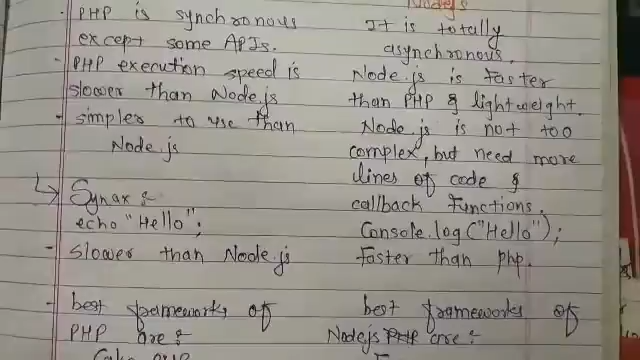 Nodejs
- PHP is synchronous
except some APIs.
- PHP execution speed is
slower than Node.js
- simpler to use than
Node.js
↳ Synax :-
echo "Hello";
- slower than Node.js
- best frameworks of
PHP are :-
Cake PHP
It is totally
asynchronous.
Node.js is faster
than PHP & lightweight.
Node.js is not too
complex, but need more
lines of code &
callback functions.
Console.log("Hello");
faster than php.
best frameworks of
Nodejs are :-